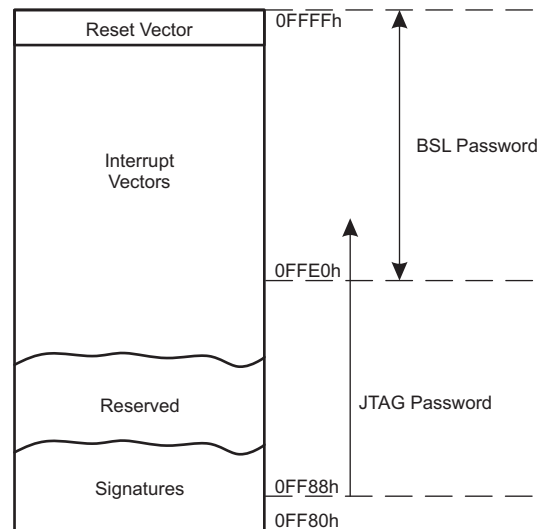 Reset Vector
0FFFFh
Interrupt
Vectors
BSL Password
0FFE0h
Reserved
JTAG Password
Signatures
0FF88h
0FF80h